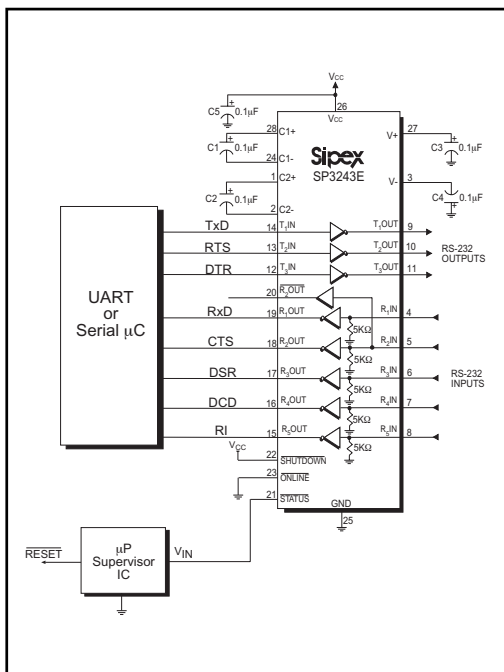 VCC
C5 + 0.1µF
26
VCC
28 C1+
C1 + 0.1µF
24 C1-
1 C2+
C2 + 0.1µF
2 C2-
Sipex
SP3243E
V+ 27
C3 + 0.1µF
V- 3
C4 0.1µF +
UART
or
Serial µC
TxD 14 T1IN T1OUT 9
RTS 13 T2IN T2OUT 10
DTR 12 T3IN T3OUT 11
RS-232
OUTPUTS
20 R2OUT
RxD 19 R1OUT R1IN 4
5KΩ
CTS 18 R2OUT R2IN 5
5KΩ
DSR 17 R3OUT R3IN 6
5KΩ
DCD 16 R4OUT R4IN 7
5KΩ
RI 15 R5OUT R5IN 8
5KΩ
RS-232
INPUTS
VCC
22 SHUTDOWN
23 ONLINE
21 STATUS
GND
25
RESET
µP
Supervisor
IC
VIN